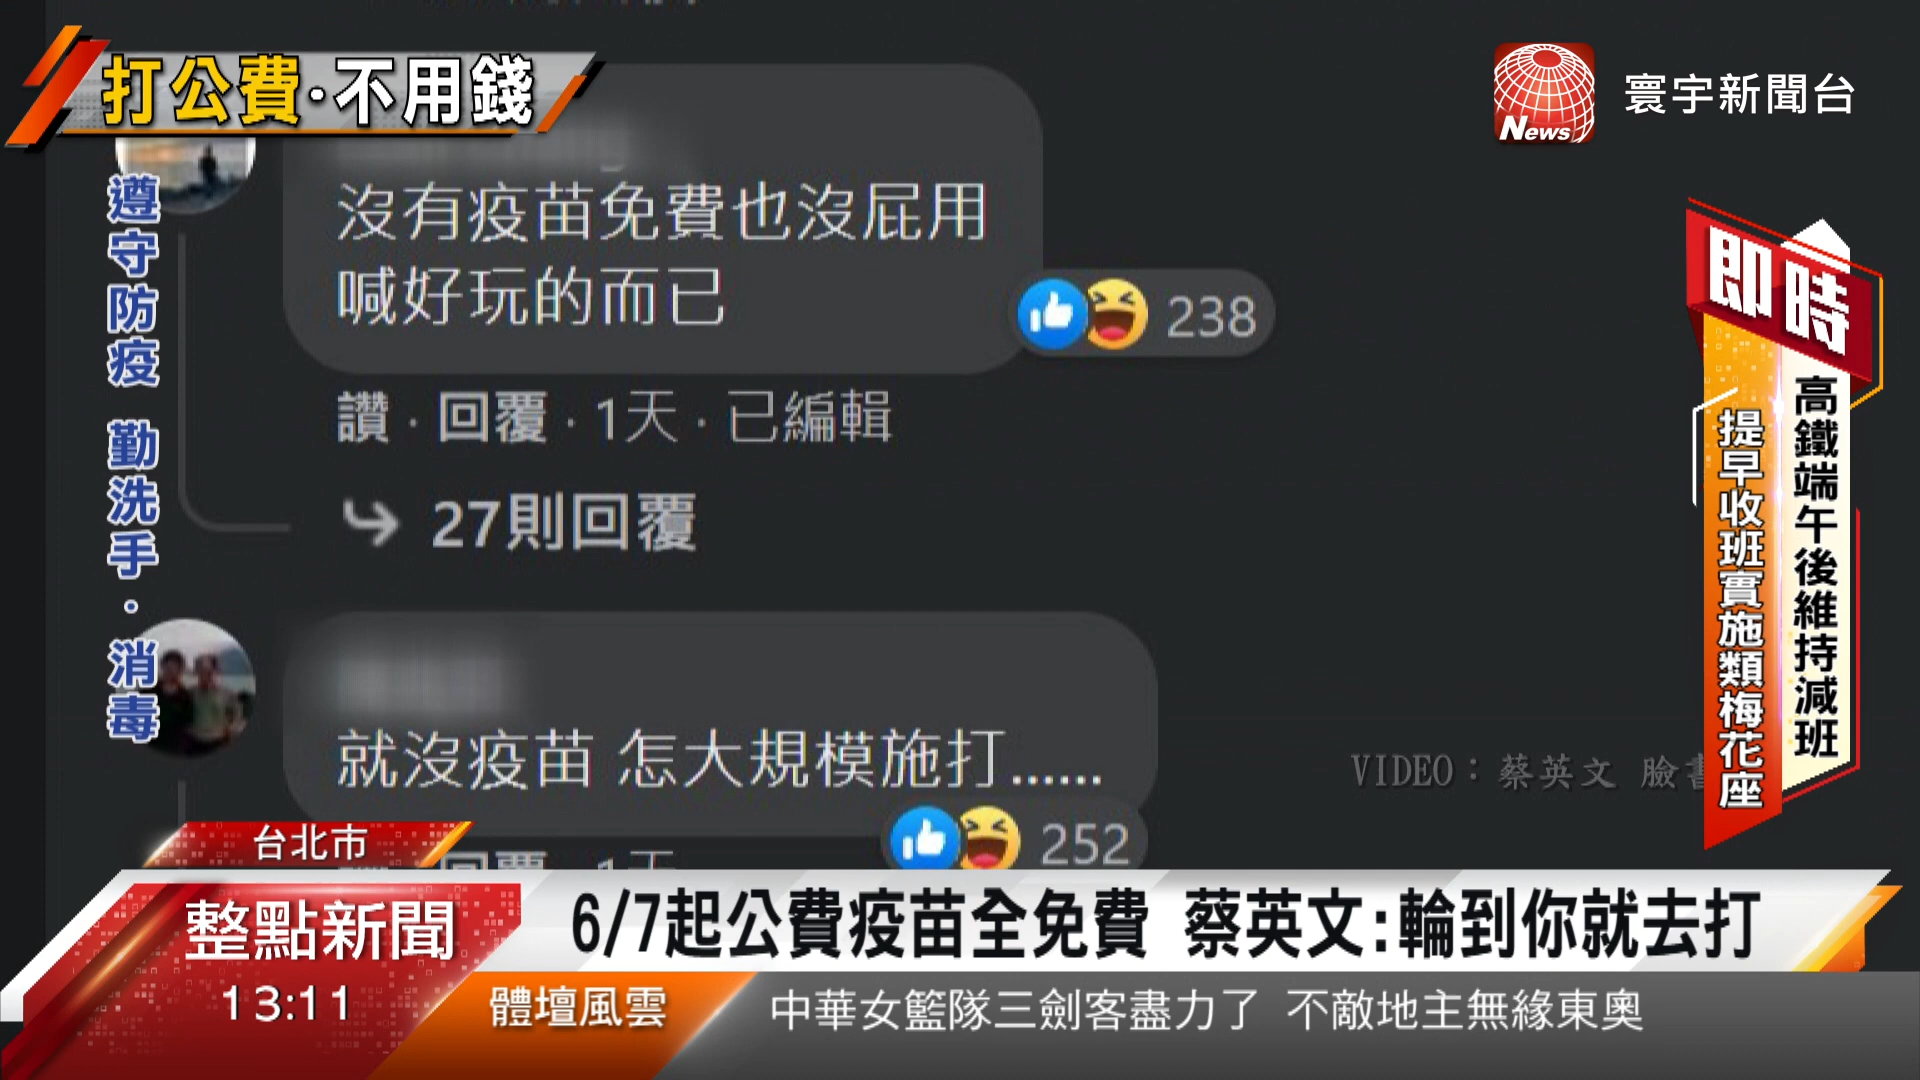 打公費·不用錢
News
寰宇新聞台
遵守防疫 勤洗手·消毒
沒有疫苗免費也沒屁用
喊好玩的而已
238
讚·回覆·1天·已編輯
27則回覆
就沒疫苗 怎大規模施打......
252
回覆 · 1天
VIDEO：蔡英文 臉書
即時
高鐵端午後維持減班
提早收班實施類梅花座
台北市
整點新聞
13:11
6/7起公費疫苗全免費 蔡英文:輪到你就去打
體壇風雲
中華女籃隊三劍客盡力了 不敵地主無緣東奧